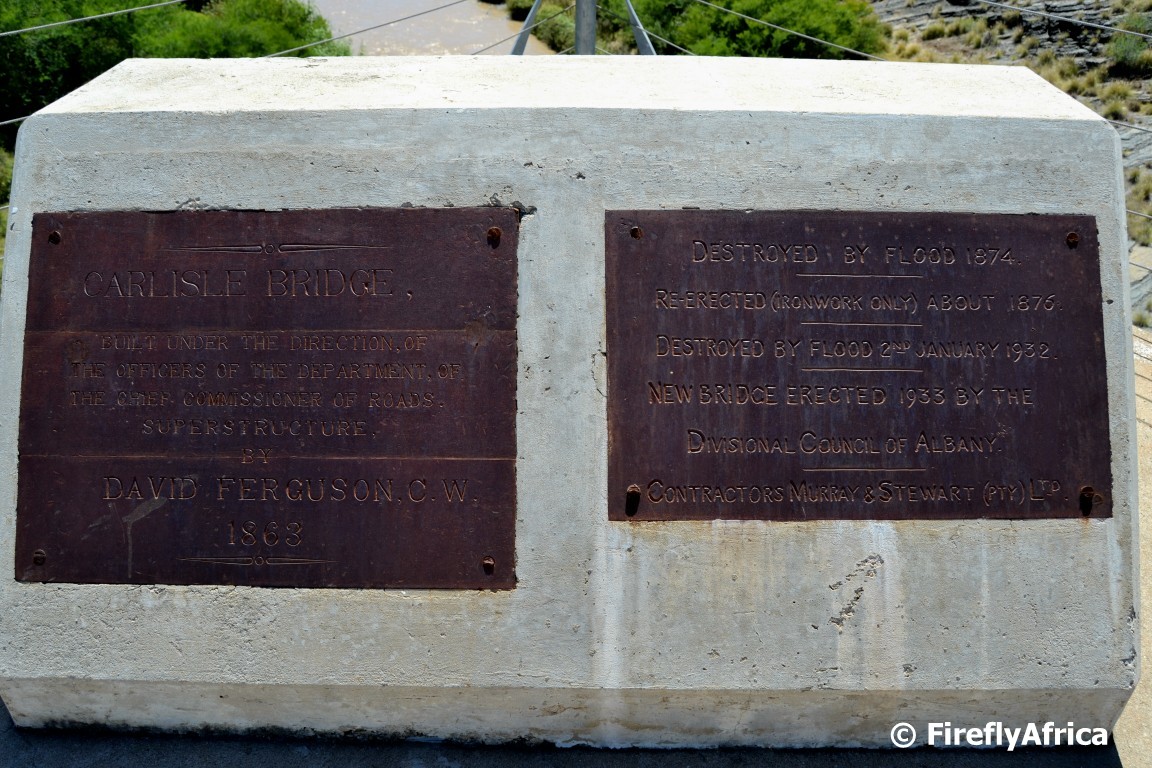 CARLISLE BRIDGE,
BUILT UNDER THE DIRECTION, OF
THE OFFICERS OF THE DEPARTMENT, OF
THE CHIEF COMMISSIONER OF ROADS.
SUPERSTRUCTURE,
BY
DAVID FERGUSON, C.W.
1863
DESTROYED BY FLOOD 1874.
RE-ERECTED (IRONWORK ONLY) ABOUT 1876.
DESTROYED BY FLOOD 2ND JANUARY 1932.
NEW BRIDGE ERECTED 1933 BY THE
DIVISIONAL COUNCIL OF ALBANY.
CONTRACTORS MURRAY & STEWART (PTY) LTD.
© FireflyAfrica